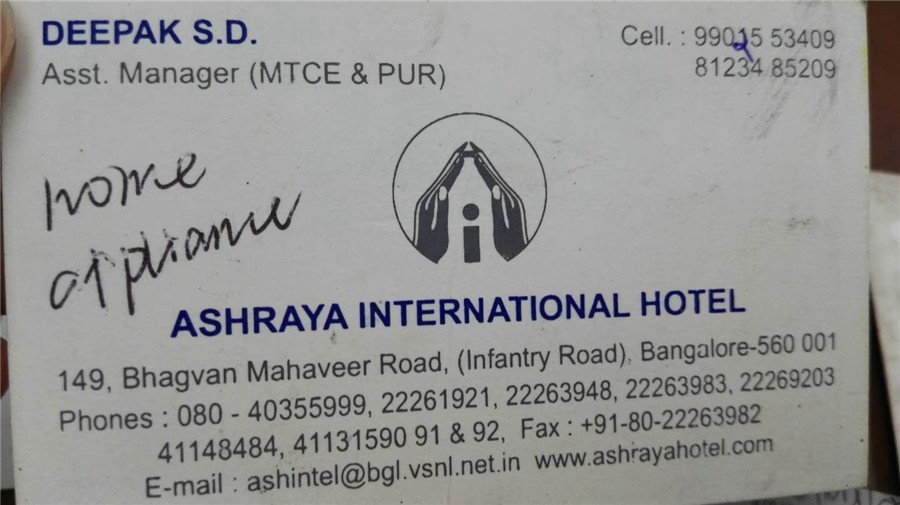 DEEPAK S.D.
Asst. Manager (MTCE & PUR)
Cell. : 99015 53409
81234 85209
home
appliance
i
ASHRAYA INTERNATIONAL HOTEL
149, Bhagvan Mahaveer Road, (Infantry Road), Bangalore-560 001
Phones : 080 - 40355999, 22261921, 22263948, 22263983, 22269203
41148484, 41131590 91 & 92, Fax : +91-80-22263982
E-mail : ashintel@bgl.vsnl.net.in www.ashrayahotel.com